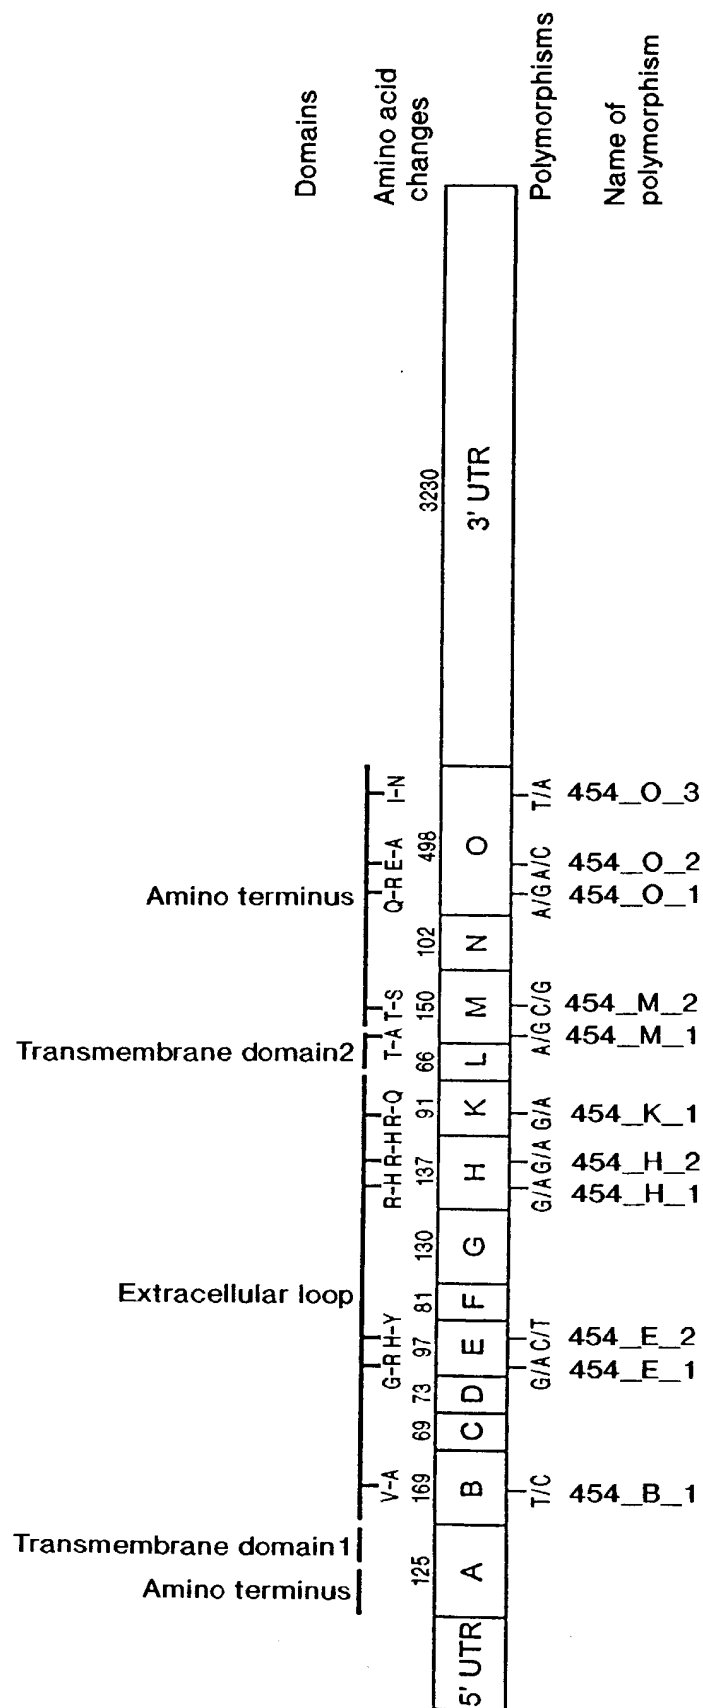 Domains
Amino acid
changes
Polymorphisms
Name of
polymorphism
3230
3' UTR
I-N
T/A
454_O_3
498
O
E-A
A/C
454_O_2
Amino terminus
Q-R
A/G
454_O_1
102
N
T-S
150
M
C/G
454_M_2
T-A
A/G
454_M_1
Transmembrane domain2
66
L
R-Q
91
K
G/A
454_K_1
R-H
137
H
G/A
454_H_2
R-H
G/A
454_H_1
130
G
Extracellular loop
81
F
H-Y
97
E
C/T
454_E_2
G-R
G/A
454_E_1
73
D
69
C
V-A
169
B
T/C
454_B_1
Transmembrane domain1
125
A
Amino terminus
5' UTR